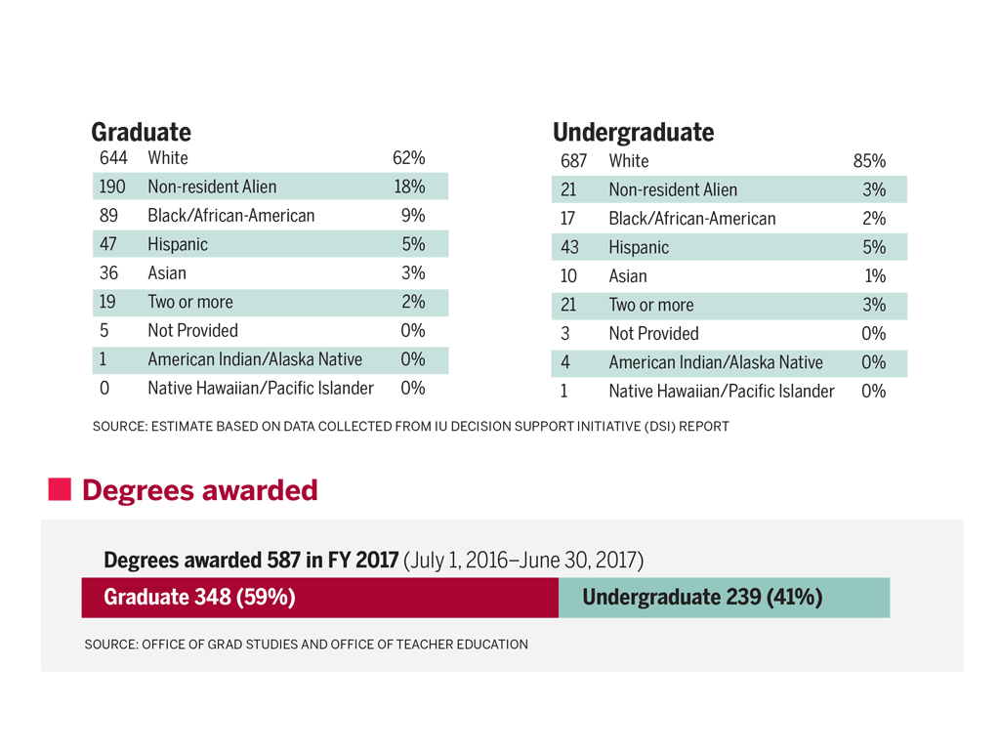 Graduate
644 White 62%
190 Non-resident Alien 18%
89 Black/African-American 9%
47 Hispanic 5%
36 Asian 3%
19 Two or more 2%
5 Not Provided 0%
1 American Indian/Alaska Native 0%
0 Native Hawaiian/Pacific Islander 0%
Undergraduate
687 White 85%
21 Non-resident Alien 3%
17 Black/African-American 2%
43 Hispanic 5%
10 Asian 1%
21 Two or more 3%
3 Not Provided 0%
4 American Indian/Alaska Native 0%
1 Native Hawaiian/Pacific Islander 0%
SOURCE: ESTIMATE BASED ON DATA COLLECTED FROM IU DECISION SUPPORT INITIATIVE (DSI) REPORT
Degrees awarded
Degrees awarded 587 in FY 2017 (July 1, 2016–June 30, 2017)
Graduate 348 (59%) Undergraduate 239 (41%)
SOURCE: OFFICE OF GRAD STUDIES AND OFFICE OF TEACHER EDUCATION